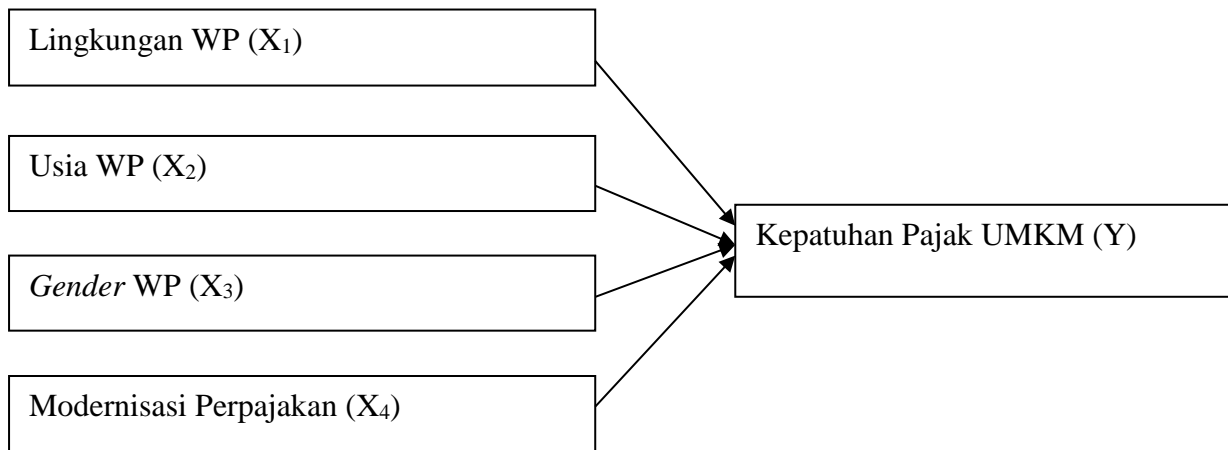 Lingkungan WP (X₁)
Usia WP (X₂)
Gender WP (X₃)
Modernisasi Perpajakan (X₄)
Kepatuhan Pajak UMKM (Y)